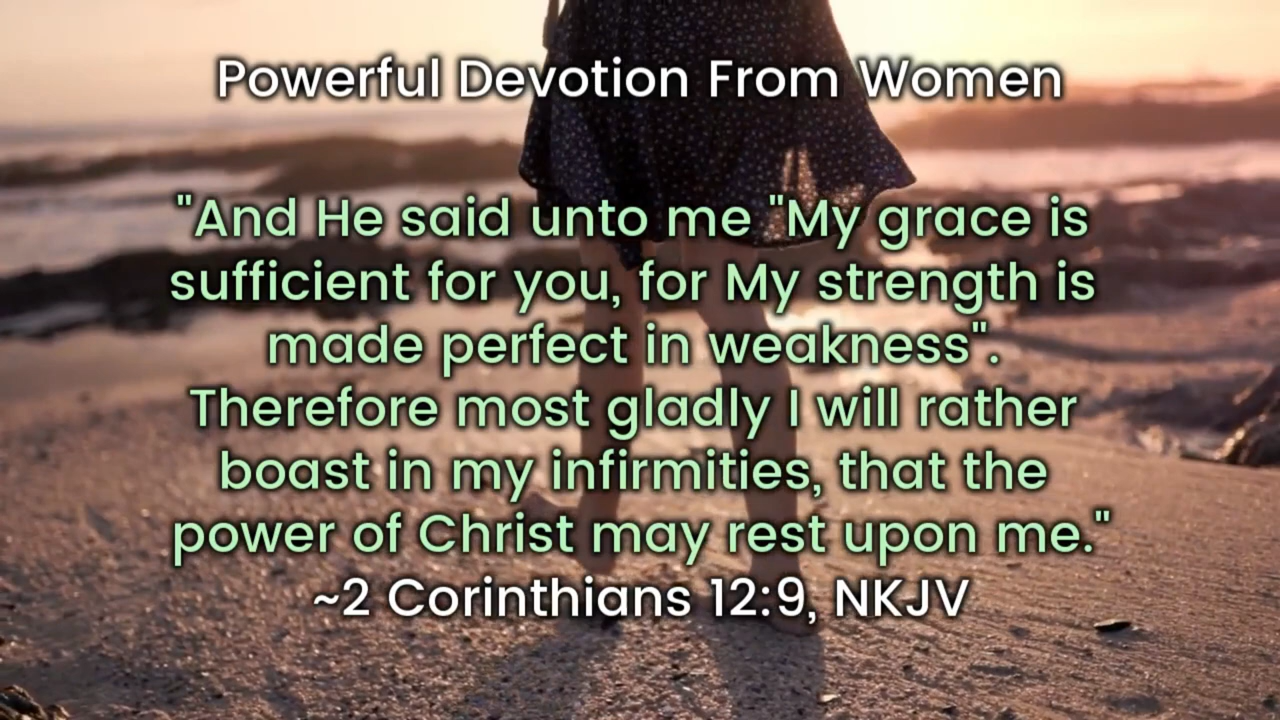 Powerful Devotion From Women
"And He said unto me "My grace is
sufficient for you, for My strength is
made perfect in weakness".
Therefore most gladly I will rather
boast in my infirmities, that the
power of Christ may rest upon me."
~2 Corinthians 12:9, NKJV